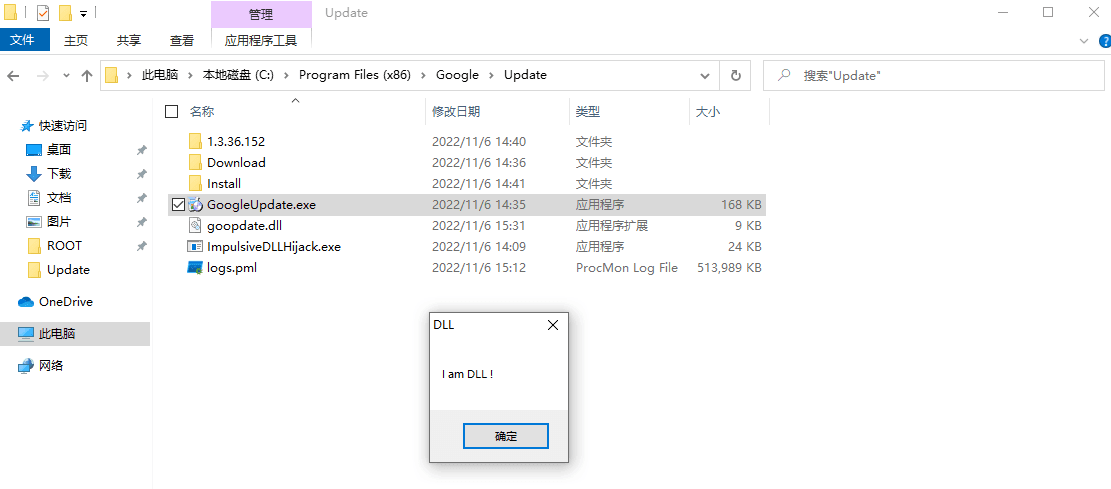 管理
Update
文件
主页
共享
查看
应用程序工具
此电脑
本地磁盘 (C:)
Program Files (x86)
Google
Update
搜索"Update"
名称
修改日期
类型
大小
快速访问
桌面
下载
文档
图片
ROOT
Update
OneDrive
此电脑
网络
1.3.36.152 2022/11/6 14:40 文件夹
Download 2022/11/6 14:36 文件夹
Install 2022/11/6 14:41 文件夹
GoogleUpdate.exe 2022/11/6 14:35 应用程序 168 KB
goopdate.dll 2022/11/6 15:31 应用程序扩展 9 KB
ImpulsiveDLLHijack.exe 2022/11/6 14:09 应用程序 24 KB
logs.pml 2022/11/6 15:12 ProcMon Log File 513,989 KB
DLL
I am DLL !
确定